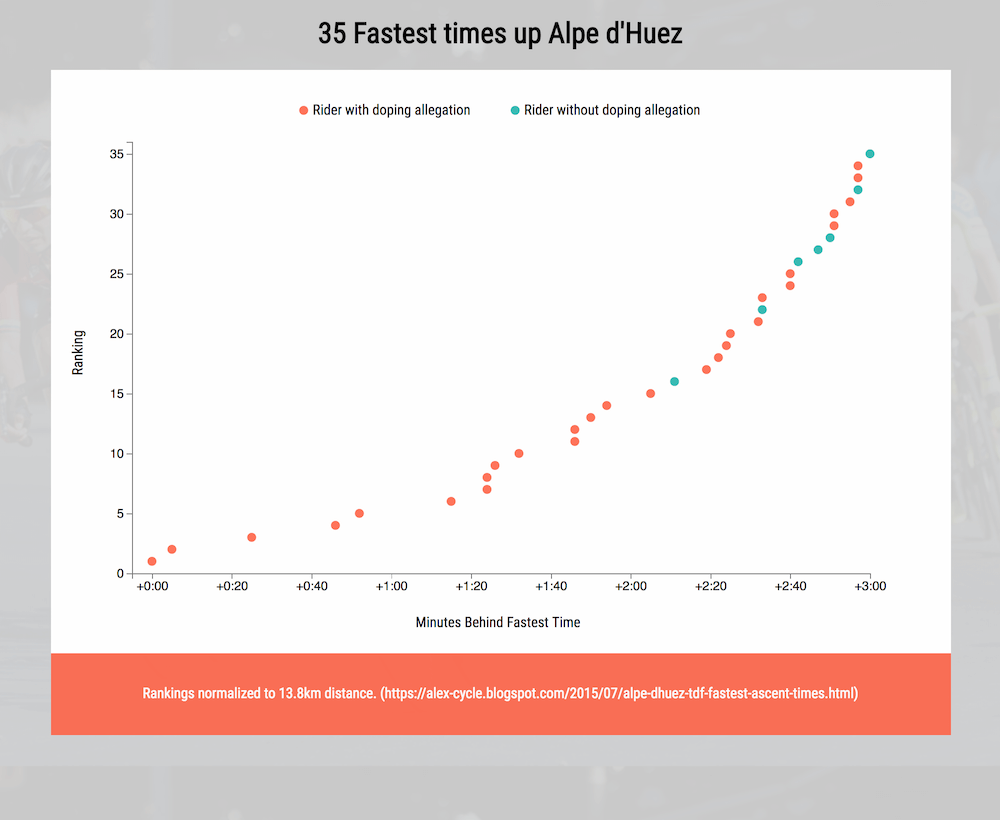 35 Fastest times up Alpe d'Huez
Rider with doping allegation
Rider without doping allegation
35
30
25
20
15
10
5
0
Ranking
+0:00 +0:20 +0:40 +1:00 +1:20 +1:40 +2:00 +2:20 +2:40 +3:00
Minutes Behind Fastest Time
Rankings normalized to 13.8km distance. (https://alex-cycle.blogspot.com/2015/07/alpe-dhuez-tdf-fastest-ascent-times.html)